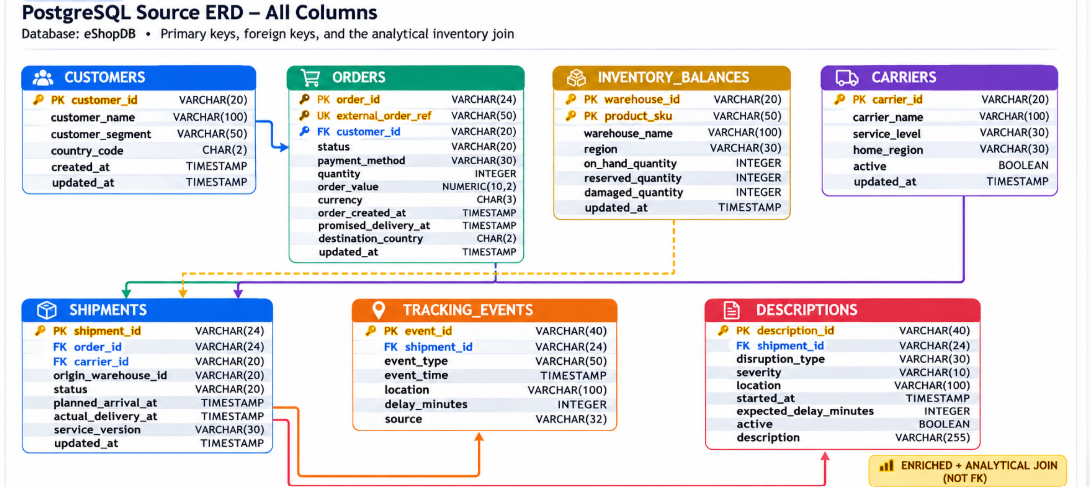 PostgreSQL Source ERD – All Columns
Database: eShopDB • Primary keys, foreign keys, and the analytical inventory join
CUSTOMERS
PK customer_id VARCHAR(20)
customer_name VARCHAR(100)
customer_segment VARCHAR(50)
country_code CHAR(2)
created_at TIMESTAMP
updated_at TIMESTAMP
ORDERS
PK order_id VARCHAR(24)
UK external_order_ref VARCHAR(50)
FK customer_id VARCHAR(20)
status VARCHAR(20)
payment_method VARCHAR(30)
quantity INTEGER
order_value NUMERIC(10,2)
currency CHAR(3)
order_created_at TIMESTAMP
promised_delivery_at TIMESTAMP
destination_country CHAR(2)
updated_at TIMESTAMP
INVENTORY_BALANCES
PK warehouse_id VARCHAR(20)
PK product_sku VARCHAR(50)
warehouse_name VARCHAR(100)
region VARCHAR(30)
on_hand_quantity INTEGER
reserved_quantity INTEGER
damaged_quantity INTEGER
updated_at TIMESTAMP
CARRIERS
PK carrier_id VARCHAR(20)
carrier_name VARCHAR(100)
service_level VARCHAR(30)
home_region VARCHAR(30)
active BOOLEAN
updated_at TIMESTAMP
SHIPMENTS
PK shipment_id VARCHAR(24)
FK order_id VARCHAR(24)
FK carrier_id VARCHAR(20)
origin_warehouse_id VARCHAR(20)
status VARCHAR(20)
planned_arrival_at TIMESTAMP
actual_delivery_at TIMESTAMP
service_version VARCHAR(30)
updated_at TIMESTAMP
TRACKING_EVENTS
PK event_id VARCHAR(40)
FK shipment_id VARCHAR(24)
event_type VARCHAR(50)
event_time TIMESTAMP
location VARCHAR(100)
delay_minutes INTEGER
source VARCHAR(32)
DESCRIPTIONS
PK description_id VARCHAR(40)
FK shipment_id VARCHAR(24)
disruption_type VARCHAR(30)
severity VARCHAR(10)
location VARCHAR(100)
started_at TIMESTAMP
expected_delay_minutes INTEGER
active BOOLEAN
description VARCHAR(255)
ENRICHED + ANALYTICAL JOIN
(NOT FK)